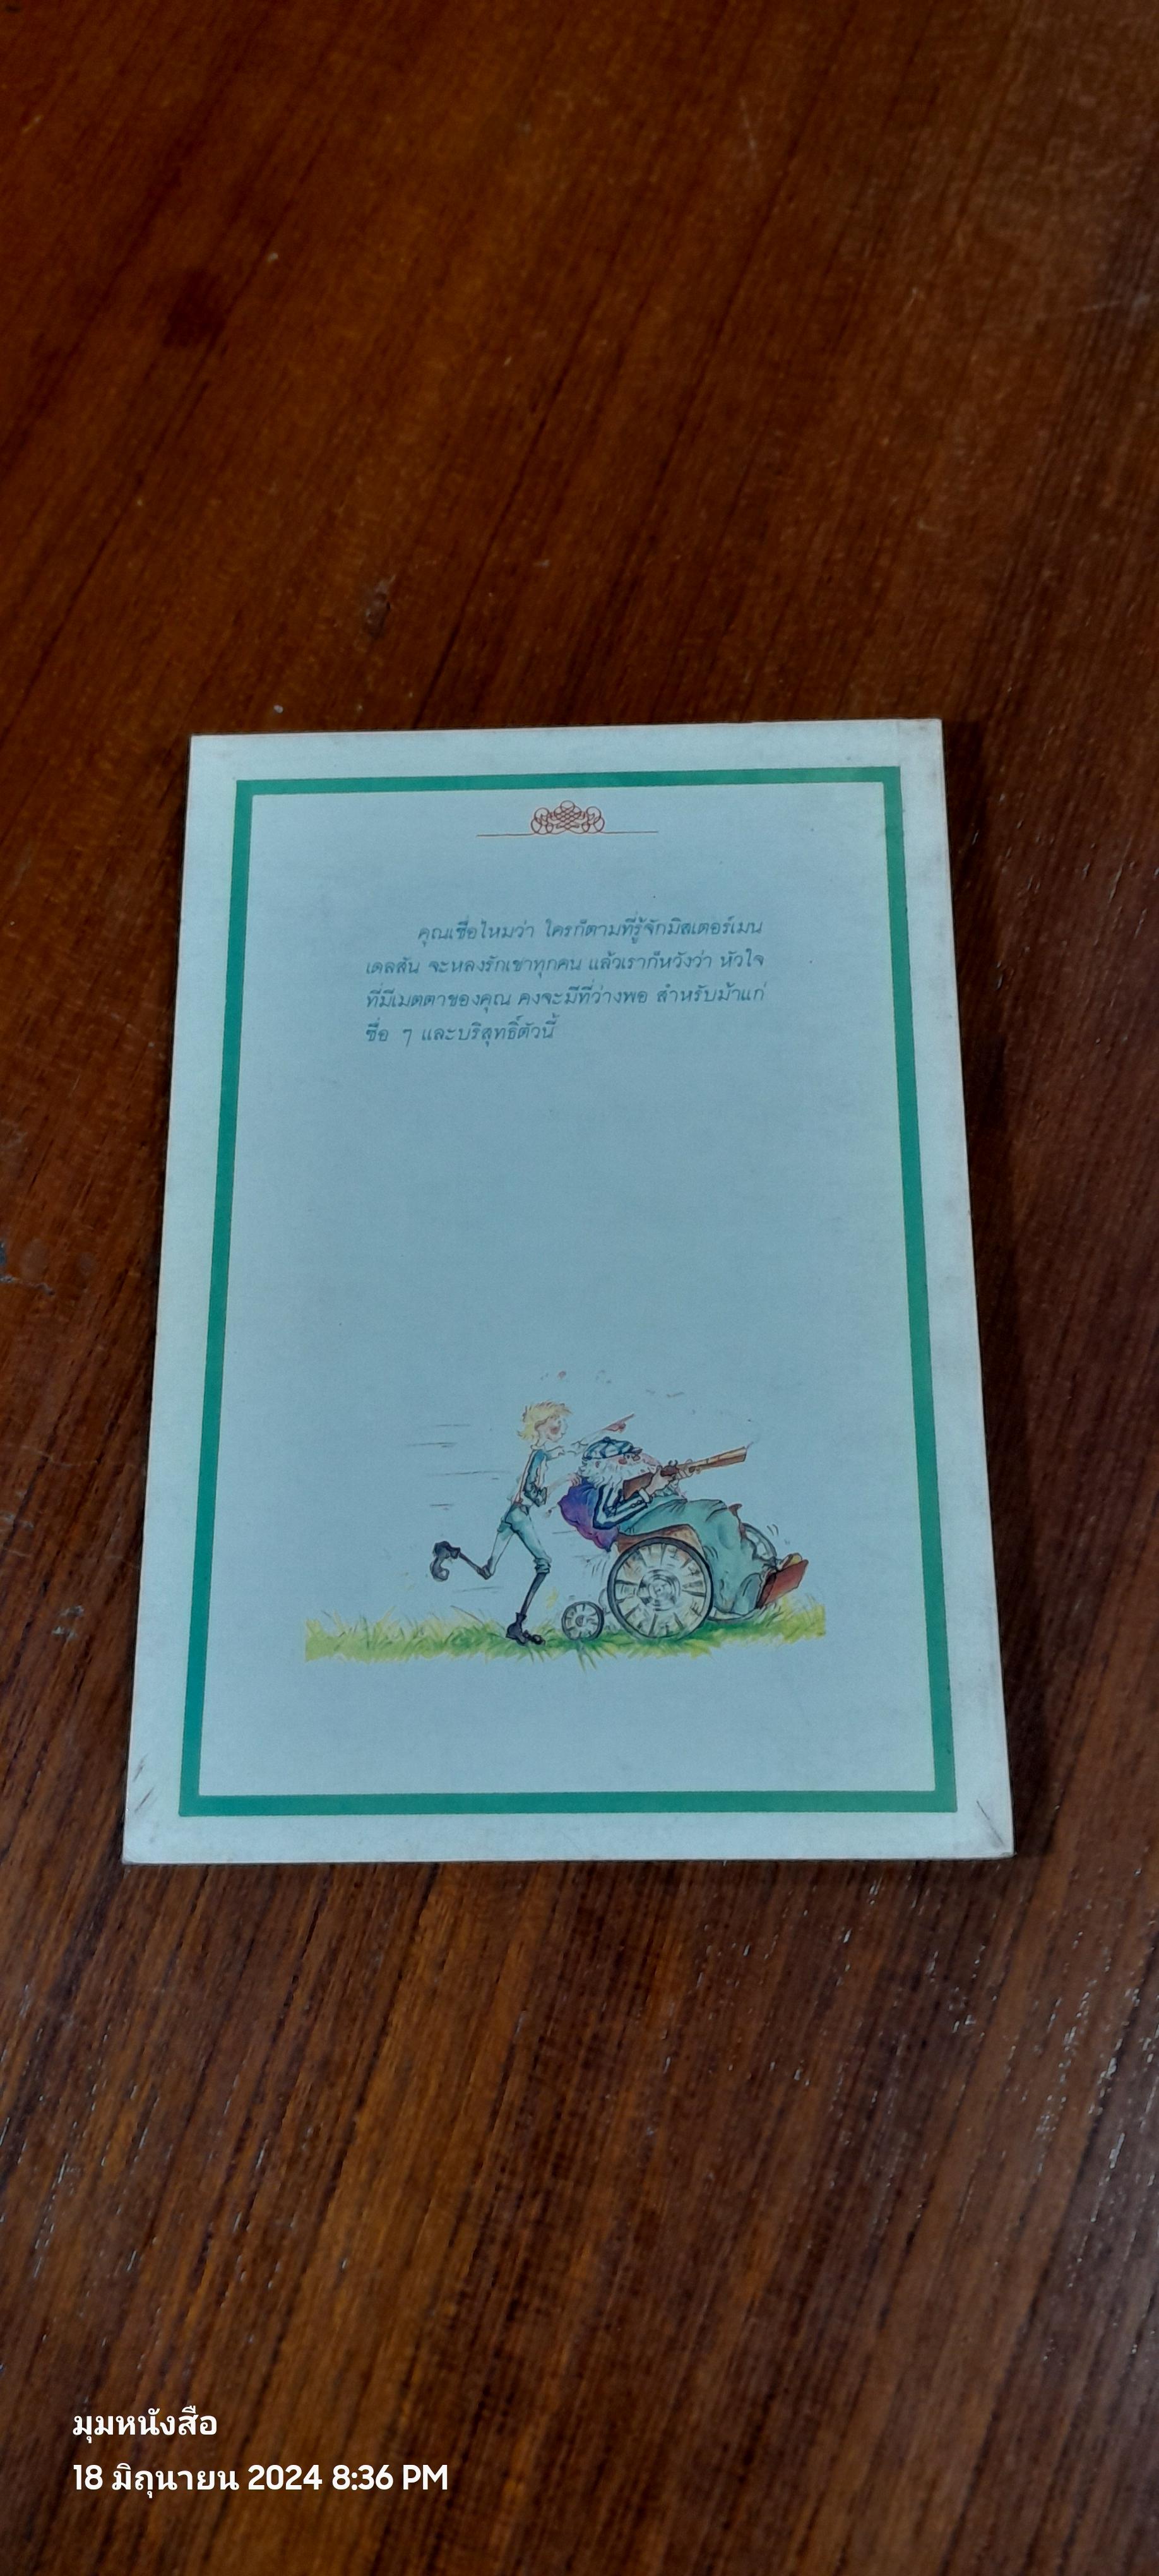 คุณเชื่อไหมว่า ใครก็ตามที่รู้จักมิสเตอร์เมน
เดลสัน จะหลงรักเขาทุกคน แล้วเราก็หวังว่า หัวใจ
ที่มีเมตตาของคุณ คงจะมีที่ว่างพอ สำหรับม้าแก่
ซื่อ ๆ และบริสุทธิ์ตัวนี้
มุมหนังสือ
18 มิถุนายน 2024 8:36 PM